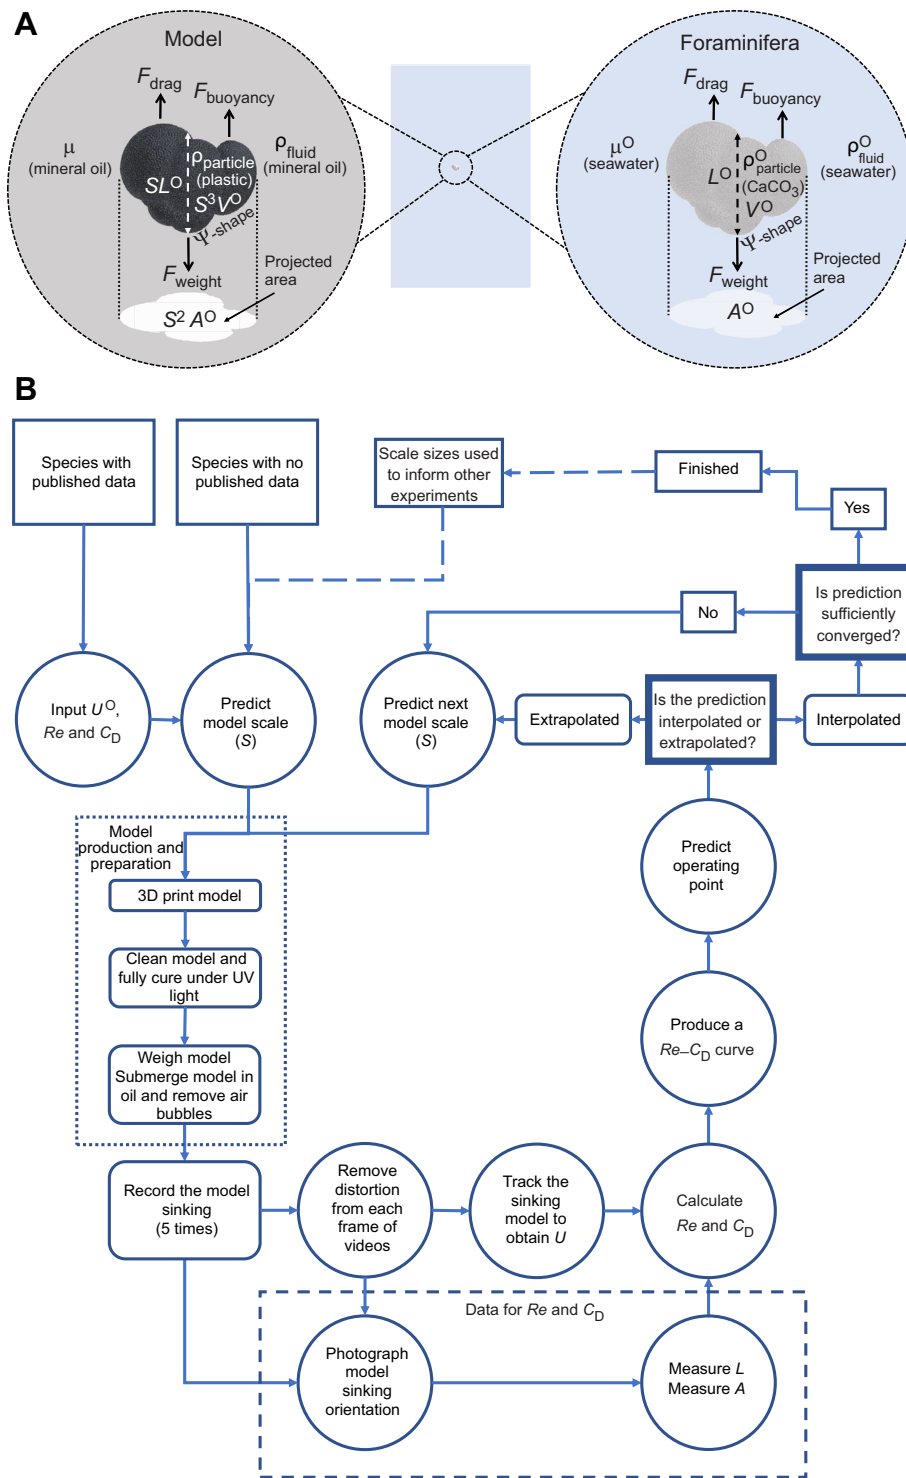 A
Model
F drag
F buoyancy
μ
(mineral oil)
ρ particle
(plastic)
ρ fluid
(mineral oil)
SL^O
S^3 V^O
Ψ-shape
F weight
Projected
area
S^2 A^O
Foraminifera
F drag
F buoyancy
μ^O
(seawater)
L^O
ρ^O particle
(CaCO3)
V^O
ρ^O fluid
(seawater)
Ψ-shape
F weight
Projected
area
A^O
B
Species with
published data
Species with no
published data
Scale sizes used
to inform other
experiments
Finished
Yes
Is prediction
sufficiently
converged?
No
Input U^O,
Re and C_D
Predict
model scale
(S)
Predict next
model scale
(S)
Extrapolated
Is the prediction
interpolated or
extrapolated?
Interpolated
Model
production and
preparation
3D print model
Clean model and
fully cure under UV
light
Weigh model
Submerge model in
oil and remove air
bubbles
Predict
operating
point
Produce a
Re–C_D curve
Record the model
sinking
(5 times)
Remove
distortion
from each
frame of
videos
Track the
sinking
model to
obtain U
Calculate
Re and C_D
Data for Re and C_D
Photograph
model
sinking
orientation
Measure L
Measure A